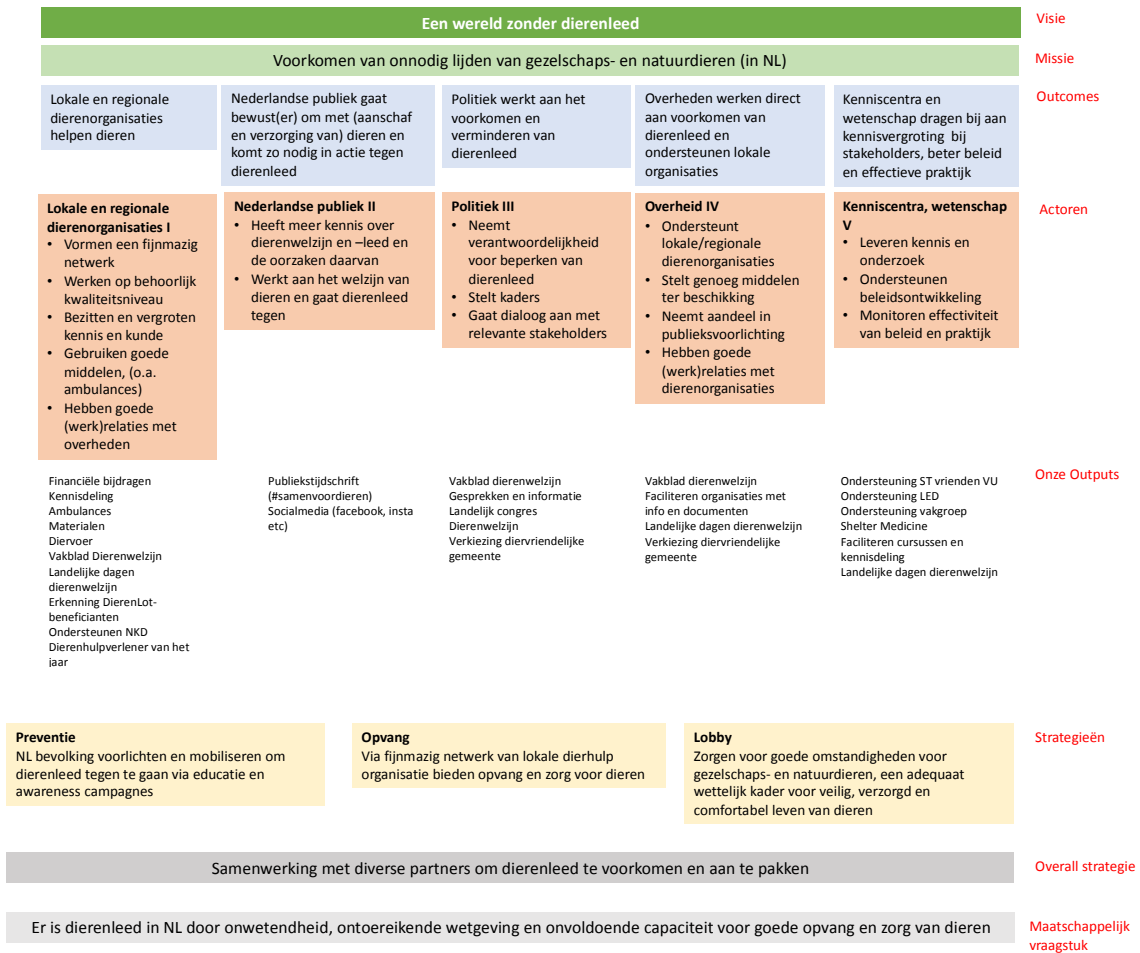 Een wereld zonder dierenleed
Visie
Voorkomen van onnodig lijden van gezelschaps- en natuurdieren (in NL)
Missie
Lokale en regionale
dierenorganisaties
helpen dieren
Nederlandse publiek gaat
bewust(er) om met (aanschaf
en verzorging van) dieren en
komt zo nodig in actie tegen
dierenleed
Politiek werkt aan het
voorkomen en
verminderen van
dierenleed
Overheden werken direct
aan voorkomen van
dierenleed en
ondersteunen lokale
organisaties
Kenniscentra en
wetenschap dragen bij aan
kennisvergroting bij
stakeholders, beter beleid
en effectieve praktijk
Outcomes
Lokale en regionale
dierenorganisaties I
• Vormen een fijnmazig
netwerk
• Werken op behoorlijk
kwaliteitsniveau
• Bezitten en vergroten
kennis en kunde
• Gebruiken goede
middelen, (o.a.
ambulances)
• Hebben goede
(werk)relaties met
overheden
Nederlandse publiek II
• Heeft meer kennis over
dierenwelzijn en –leed en
de oorzaken daarvan
• Werkt aan het welzijn van
dieren en gaat dierenleed
tegen
Politiek III
• Neemt
verantwoordelijkheid
voor beperken van
dierenleed
• Stelt kaders
• Gaat dialoog aan met
relevante stakeholders
Overheid IV
• Ondersteunt
lokale/regionale
dierenorganisaties
• Stelt genoeg middelen
ter beschikking
• Neemt aandeel in
publieksvoorlichting
• Hebben goede
(werk)relaties met
dierenorganisaties
Kenniscentra, wetenschap
V
• Leveren kennis en
onderzoek
• Ondersteunen
beleidsontwikkeling
• Monitoren effectiviteit
van beleid en praktijk
Actoren
Financiële bijdragen
Kennisdeling
Ambulances
Materialen
Diervoer
Vakblad Dierenwelzijn
Landelijke dagen
dierenwelzijn
Erkenning DierenLot-
beneficianten
Ondersteunen NKD
Dierenhulpverlener van het
jaar
Publiekstijdschrift
(#samenvoordieren)
Socialmedia (facebook, insta
etc)
Vakblad dierenwelzijn
Gesprekken en informatie
Landelijk congres
Dierenwelzijn
Verkiezing diervriendelijke
gemeente
Vakblad dierenwelzijn
Faciliteren organisaties met
info en documenten
Landelijke dagen dierenwelzijn
Verkiezing diervriendelijke
gemeente
Ondersteuning ST vrienden VU
Ondersteuning LED
Ondersteuning vakgroep
Shelter Medicine
Faciliteren cursussen en
kennisdeling
Landelijke dagen dierenwelzijn
Onze Outputs
Preventie
NL bevolking voorlichten en mobiliseren om
dierenleed tegen te gaan via educatie en
awareness campagnes
Opvang
Via fijnmazig netwerk van lokale dierhulp
organisatie bieden opvang en zorg voor dieren
Lobby
Zorgen voor goede omstandigheden voor
gezelschaps- en natuurdieren, een adequaat
wettelijk kader voor veilig, verzorgd en
comfortabel leven van dieren
Strategieën
Samenwerking met diverse partners om dierenleed te voorkomen en aan te pakken
Overall strategie
Er is dierenleed in NL door onwetendheid, ontoereikende wetgeving en onvoldoende capaciteit voor goede opvang en zorg van dieren
Maatschappelijk
vraagstuk